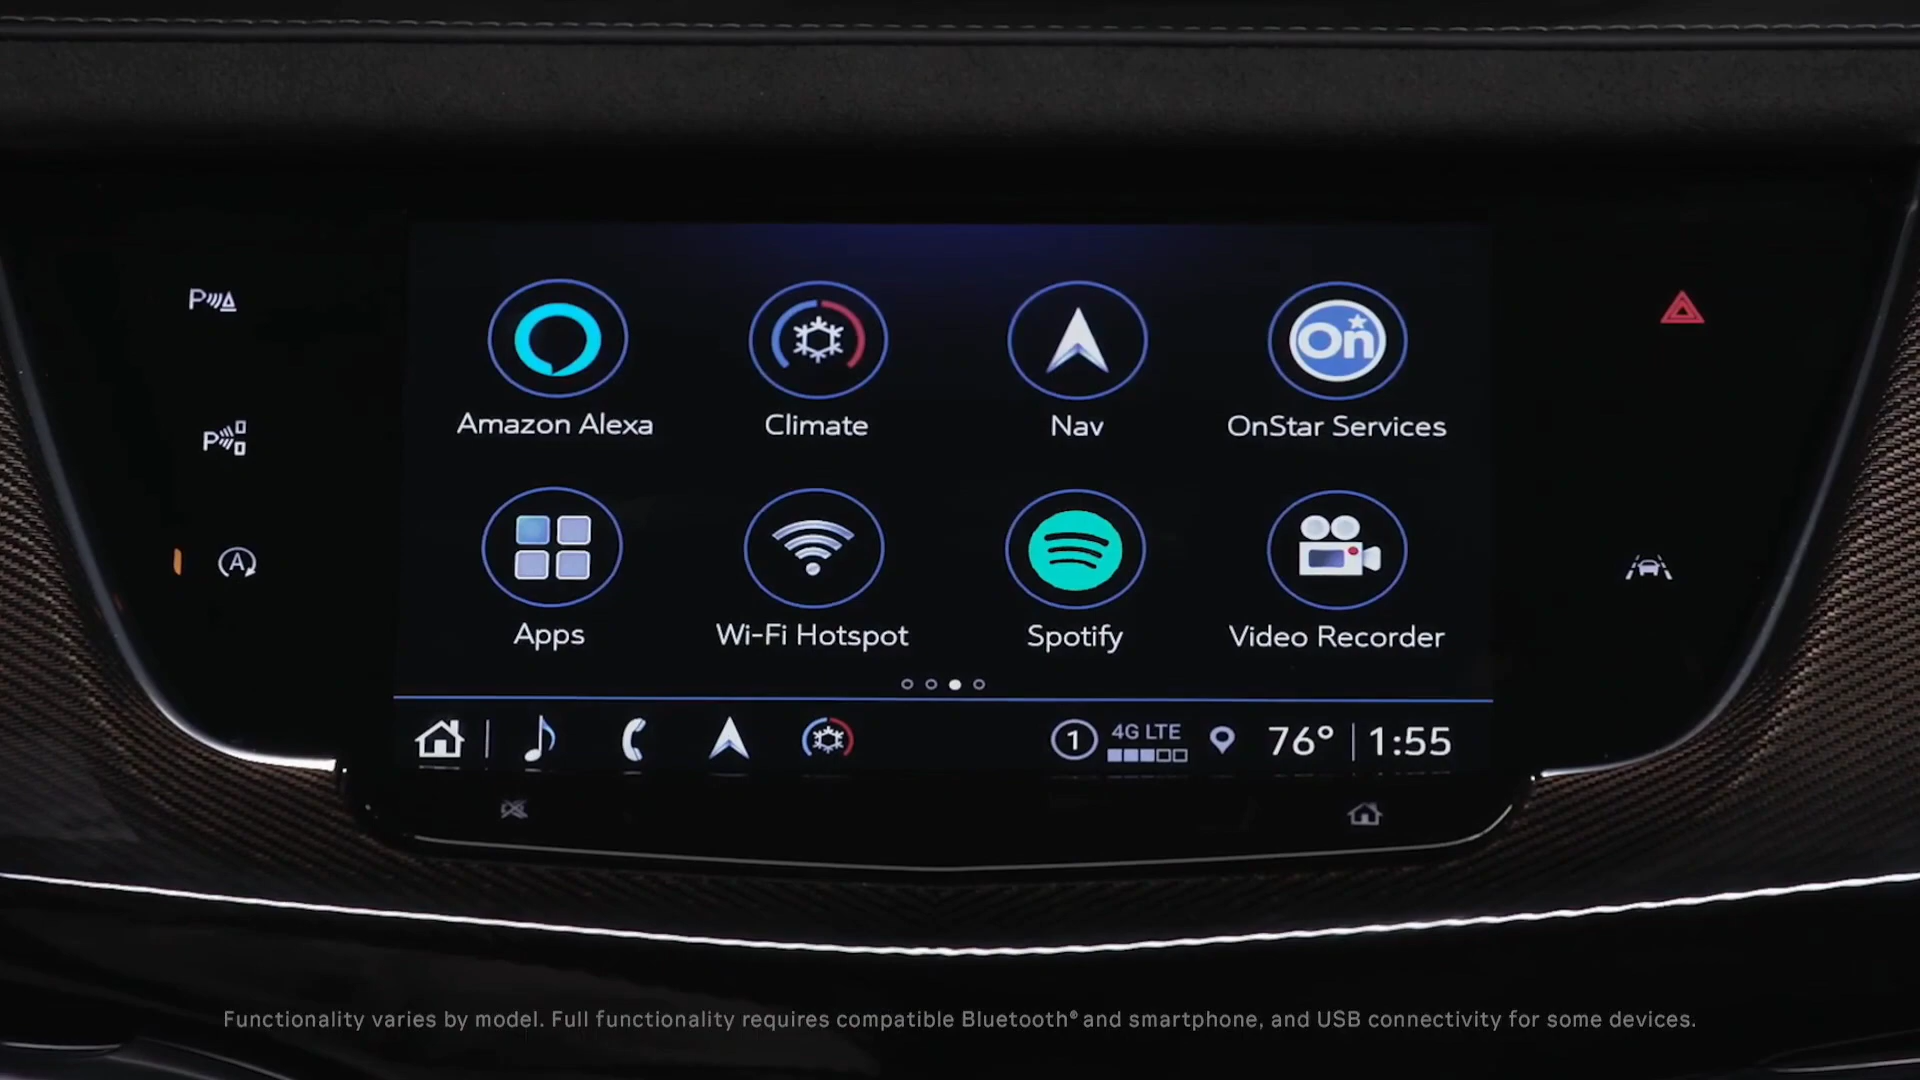 Amazon Alexa
Climate
Nav
On
OnStar Services
Apps
Wi-Fi Hotspot
Spotify
Video Recorder
P
P
A
1
4G LTE
76°
1:55
Functionality varies by model. Full functionality requires compatible Bluetooth® and smartphone, and USB connectivity for some devices.